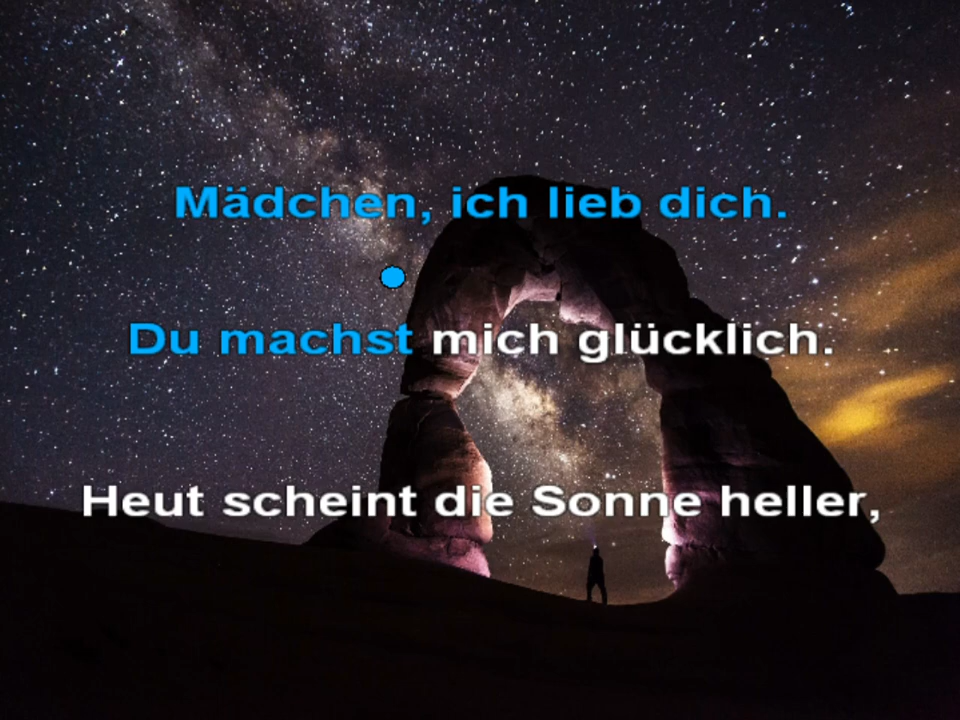 Mädchen, ich lieb dich.
Du machst mich glücklich.
Heut scheint die Sonne heller,